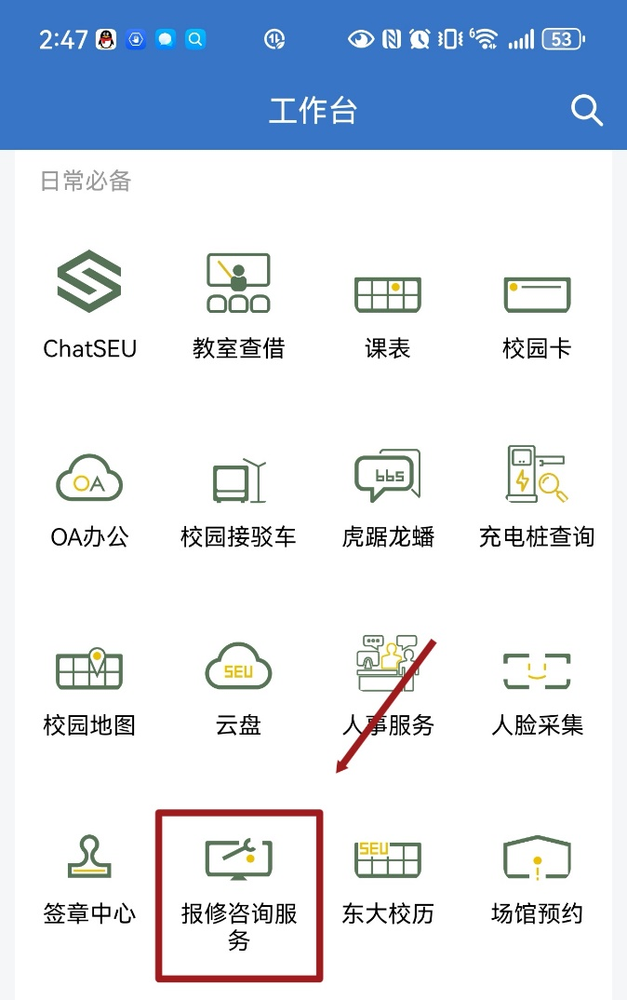 2:47
6
53
工作台
日常必备
ChatSEU
教室查借
课表
校园卡
OA
bbs
OA办公
校园接驳车
虎踞龙蟠
充电桩查询
SEU
校园地图
云盘
人事服务
人脸采集
SEU
签章中心
报修咨询服
务
东大校历
场馆预约